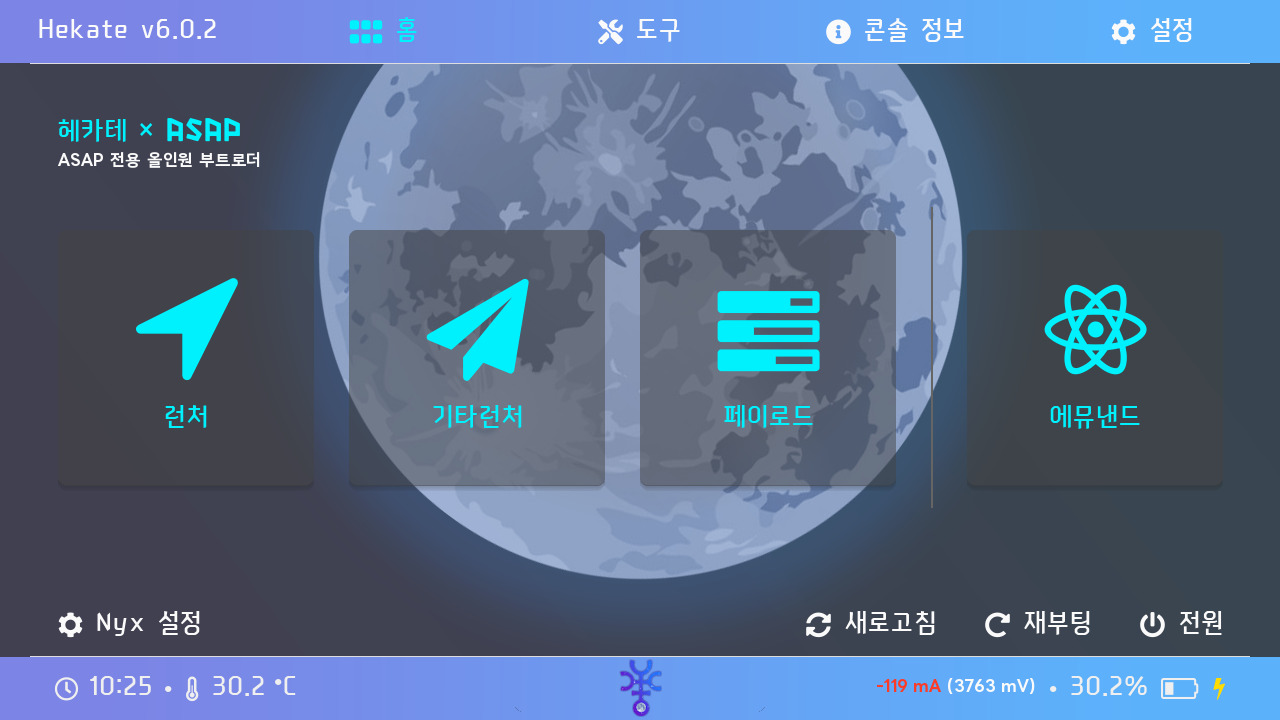 Hekate v6.0.2 홈 도구 콘솔 정보 설정
헤카테 × ASAP
ASAP 전용 올인원 부트로더
런처 기타런처 페이로드 에뮤낸드
Nyx 설정 새로고침 재부팅 전원
10:25 • 30.2 °C -119 mA (3763 mV) • 30.2%